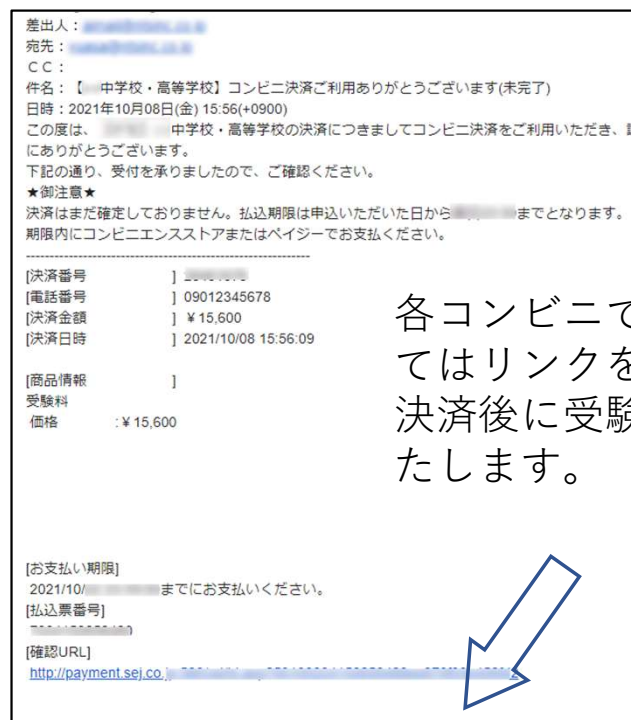 差出人：
宛先：
CC：
件名：【 中学校・高等学校】コンビニ決済ご利用ありがとうございます(未完了)
日時：2021年10月08日(金) 15:56(+0900)
この度は、 中学校・高等学校の決済につきましてコンビニ決済をご利用いただき、
にありがとうございます。
下記の通り、受付を承りましたので、ご確認ください。
★御注意★
決済はまだ確定しておりません。払込期限は申込いただいた日から までとなります。
期限内にコンビニエンスストアまたはペイジーでお支払ください。
------------------------------------------------------------
[決済番号 ]
[電話番号 ] 09012345678
[決済金額 ] ￥15,600
[決済日時 ] 2021/10/08 15:56:09
[商品情報 ]
受験料
価格 :￥15,600
各コンビニで
てはリンクを
決済後に受験
たします。
[お支払い期限]
2021/10/ までにお支払いください。
[払込票番号]
[確認URL]
http://payment.sej.co.j